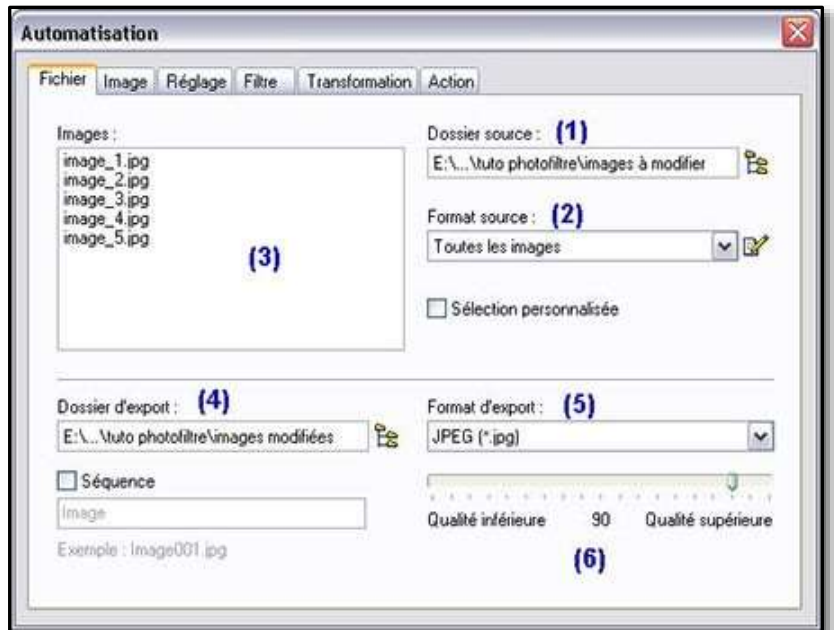 Automatisation
Fichier Image Réglage Filtre Transformation Action
Images :
image_1.jpg
image_2.jpg
image_3.jpg
image_4.jpg
image_5.jpg
(3)
Dossier source : (1)
E:\...\tuto photofiltre\images à modifier
Format source : (2)
Toutes les images
Sélection personnalisée
Dossier d'export : (4)
E:\...\tuto photofiltre\images modifiées
Séquence
Image
Exemple : Image001.jpg
Format d'export : (5)
JPEG (*.jpg)
Qualité inférieure 90 Qualité supérieure
(6)